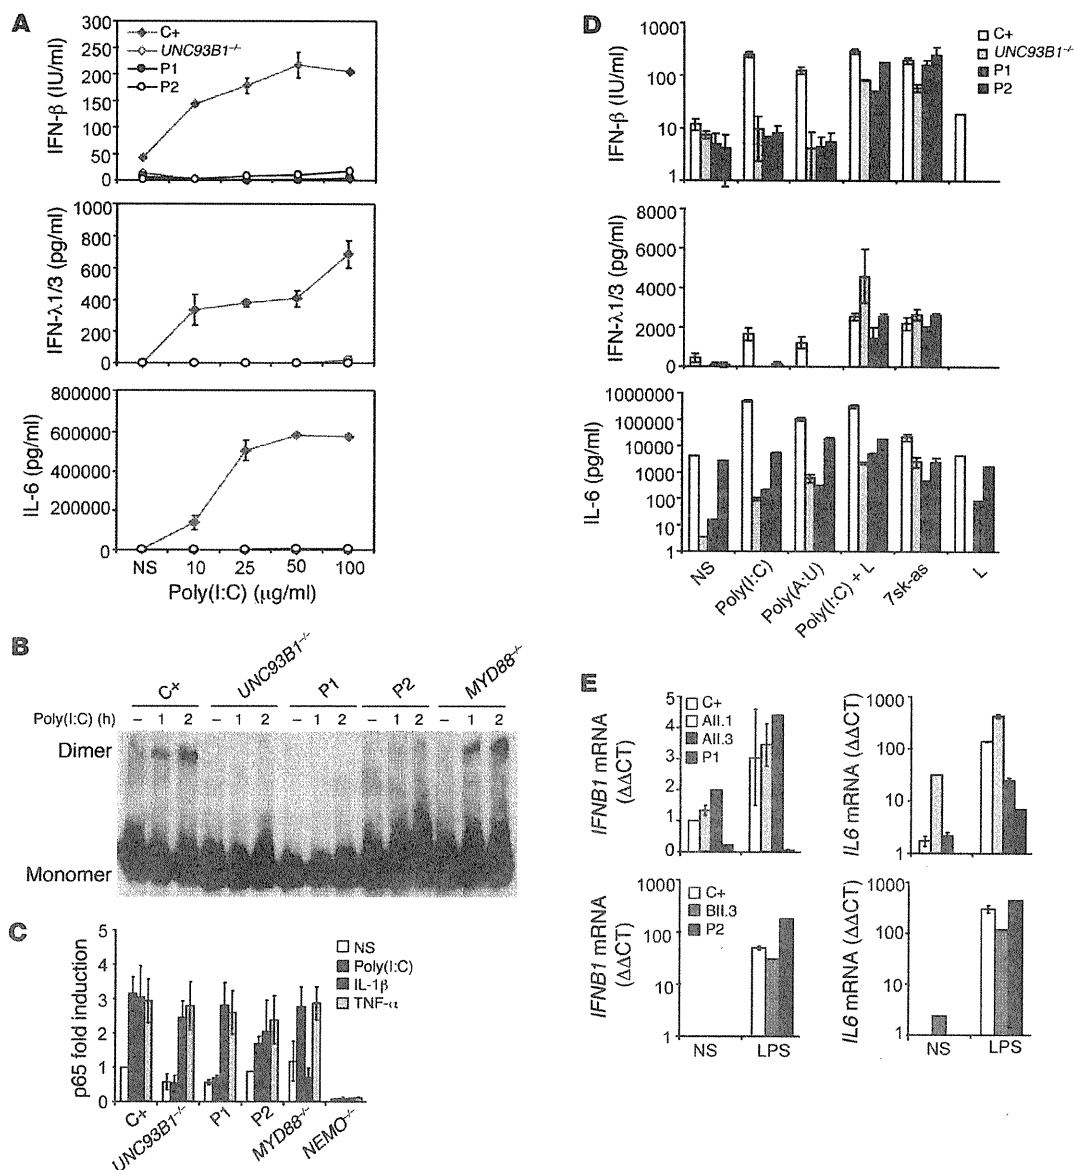 A
IFN-β (IU/ml)
300
250
200
150
100
50
0
C+
UNC93B1⁻/⁻
P1
P2
IFN-λ1/3 (pg/ml)
1000
800
600
400
200
0
IL-6 (pg/ml)
800000
600000
400000
200000
0
NS 10 25 50 100
Poly(I:C) (μg/ml)
B
C+ UNC93B1⁻/⁻ P1 P2 MYD88⁻/⁻
Poly(I:C) (h) – 1 2 – 1 2 – 1 2 – 1 2 – 1 2
Dimer
Monomer
C
p65 fold induction
5
4
3
2
1
0
NS
Poly(I:C)
IL-1β
TNF-α
C+ UNC93B1⁻/⁻ P1 P2 MYD88⁻/⁻ NEMO⁻/⁻
D
IFN-β (IU/ml)
1000
100
10
1
C+
UNC93B1⁻/⁻
P1
P2
IFN-λ1/3 (pg/ml)
8000
6000
4000
2000
0
IL-6 (pg/ml)
1000000
100000
10000
1000
100
10
1
NS Poly(I:C) Poly(A:U) Poly(I:C) + L 7sk-as L
E
IFNB1 mRNA
(ΔΔCT)
5
4
3
2
1
0
C+
AII.1
AII.3
P1
IL6 mRNA (ΔΔCT)
1000
100
10
1
IFNB1 mRNA
(ΔΔCT)
1000
100
10
1
C+
BII.3
P2
NS LPS
IL6 mRNA (ΔΔCT)
1000
100
10
1
NS LPS